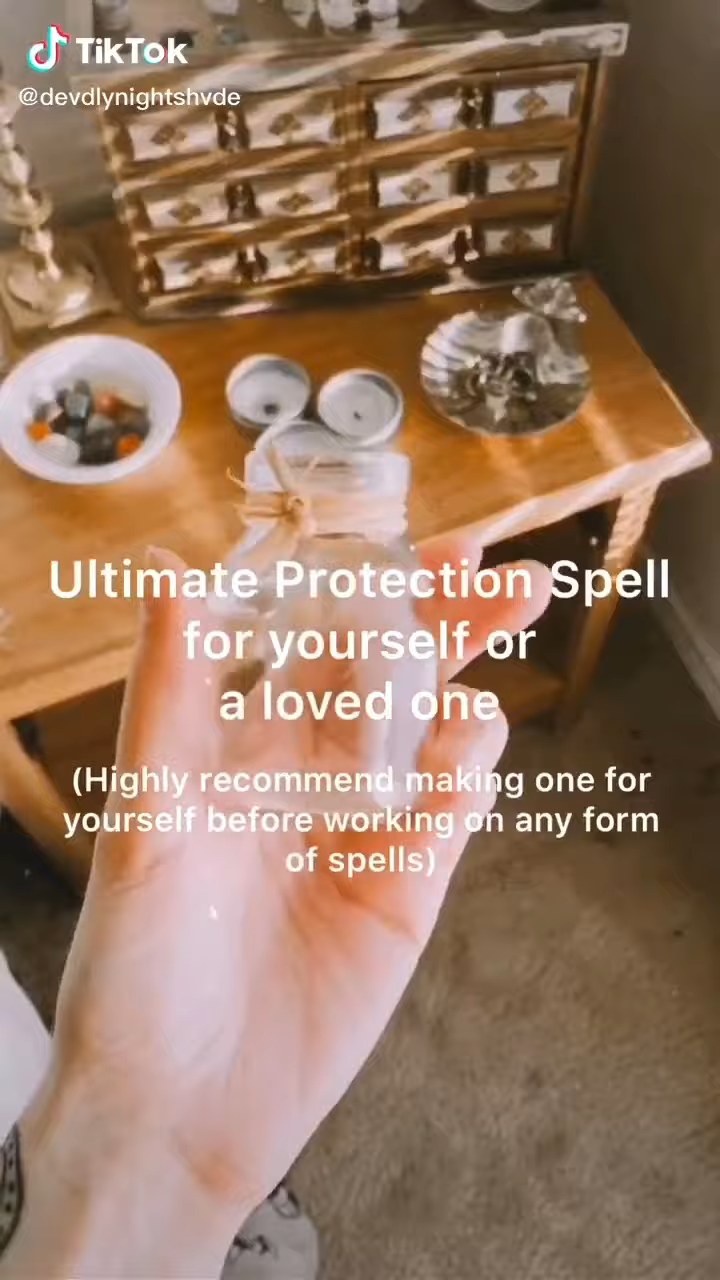 TikTok
@devdlynightshvde
Ultimate Protection Spell
for yourself or
a loved one
(Highly recommend making one for
yourself before working on any form
of spells)